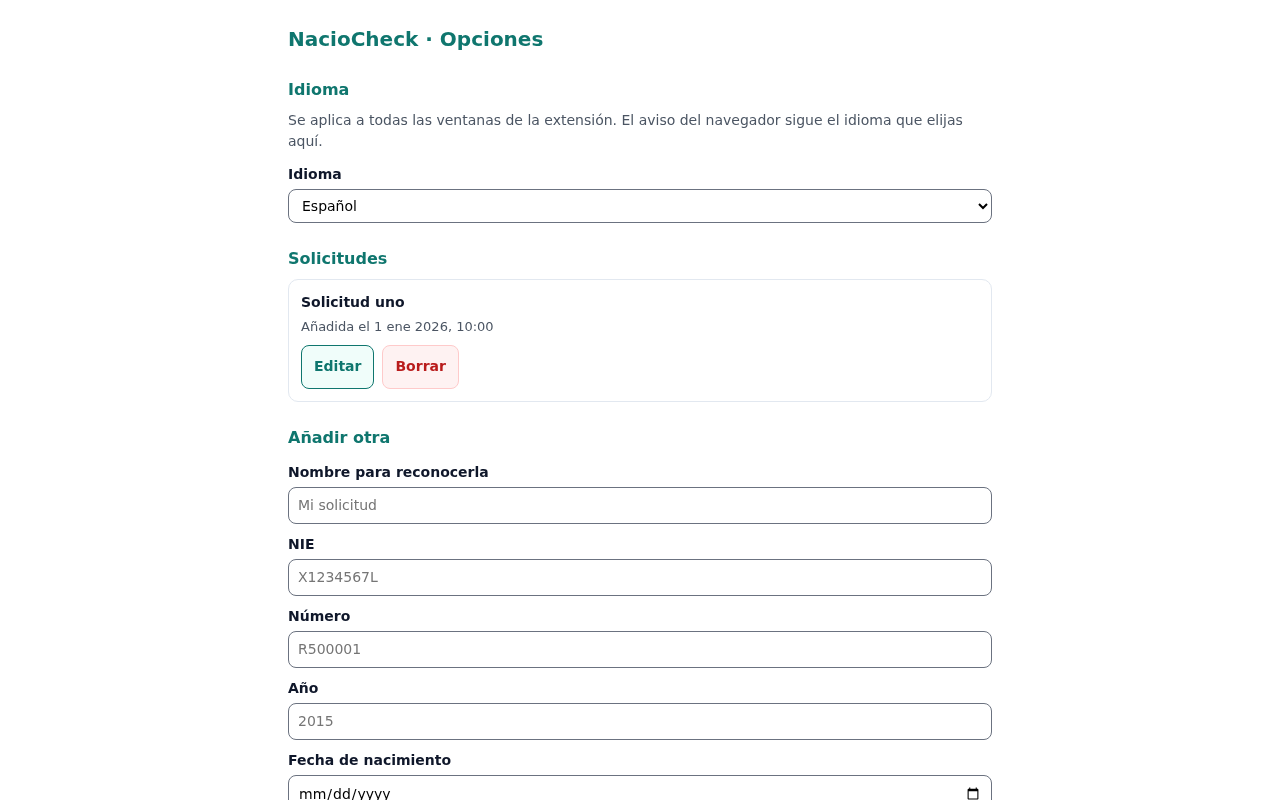 NacioCheck · Opciones
Idioma
Se aplica a todas las ventanas de la extensión. El aviso del navegador sigue el idioma que elijas
aquí.
Idioma
Español
Solicitudes
Solicitud uno
Añadida el 1 ene 2026, 10:00
Editar Borrar
Añadir otra
Nombre para reconocerla
Mi solicitud
NIE
X1234567L
Número
R500001
Año
2015
Fecha de nacimiento
mm/dd/yyyy